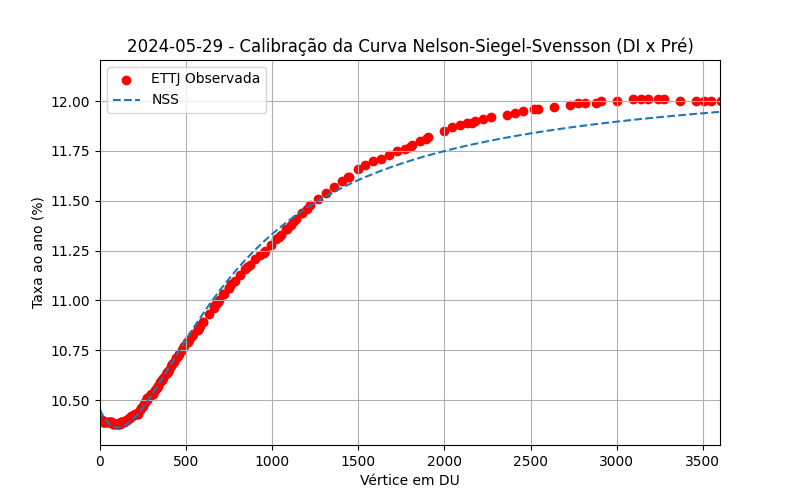 2024-05-29 - Calibração da Curva Nelson-Siegel-Svensson (DI x Pré)
ETTJ Observada
NSS
Taxa ao ano (%)
12.00
11.75
11.50
11.25
11.00
10.75
10.50
0 500 1000 1500 2000 2500 3000 3500
Vértice em DU